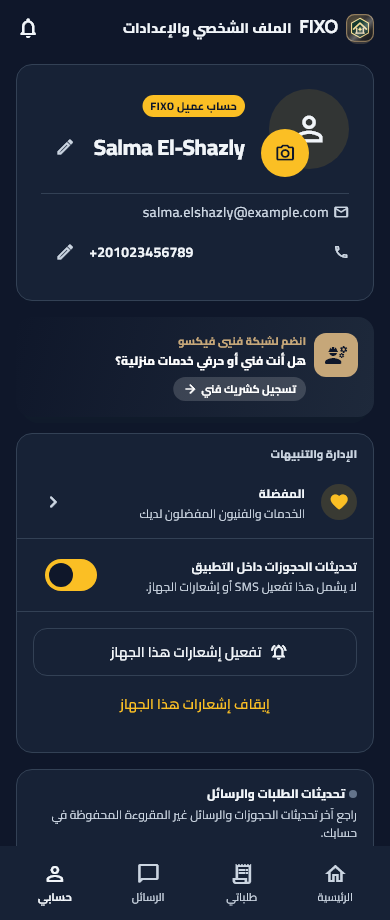 FIXO الملف الشخصي والإعدادات
حساب عميل FIXO
Salma El-Shazly
salma.elshazly@example.com
+201023456789
انضم لشبكة فنيي فيكسو
هل أنت فني أو حرفي خدمات منزلية؟
تسجيل كشريك فني →
الإدارة والتنبيهات
المفضلة
الخدمات والفنيون المفضلون لديك
تحديثات الحجوزات داخل التطبيق
لا يشمل هذا تفعيل SMS أو إشعارات الجهاز.
تفعيل إشعارات هذا الجهاز
إيقاف إشعارات هذا الجهاز
تحديثات الطلبات والرسائل
راجع آخر تحديثات الحجوزات والرسائل غير المقروءة المحفوظة في
حسابك.
الرئيسية
طلباتي
الرسائل
حسابي